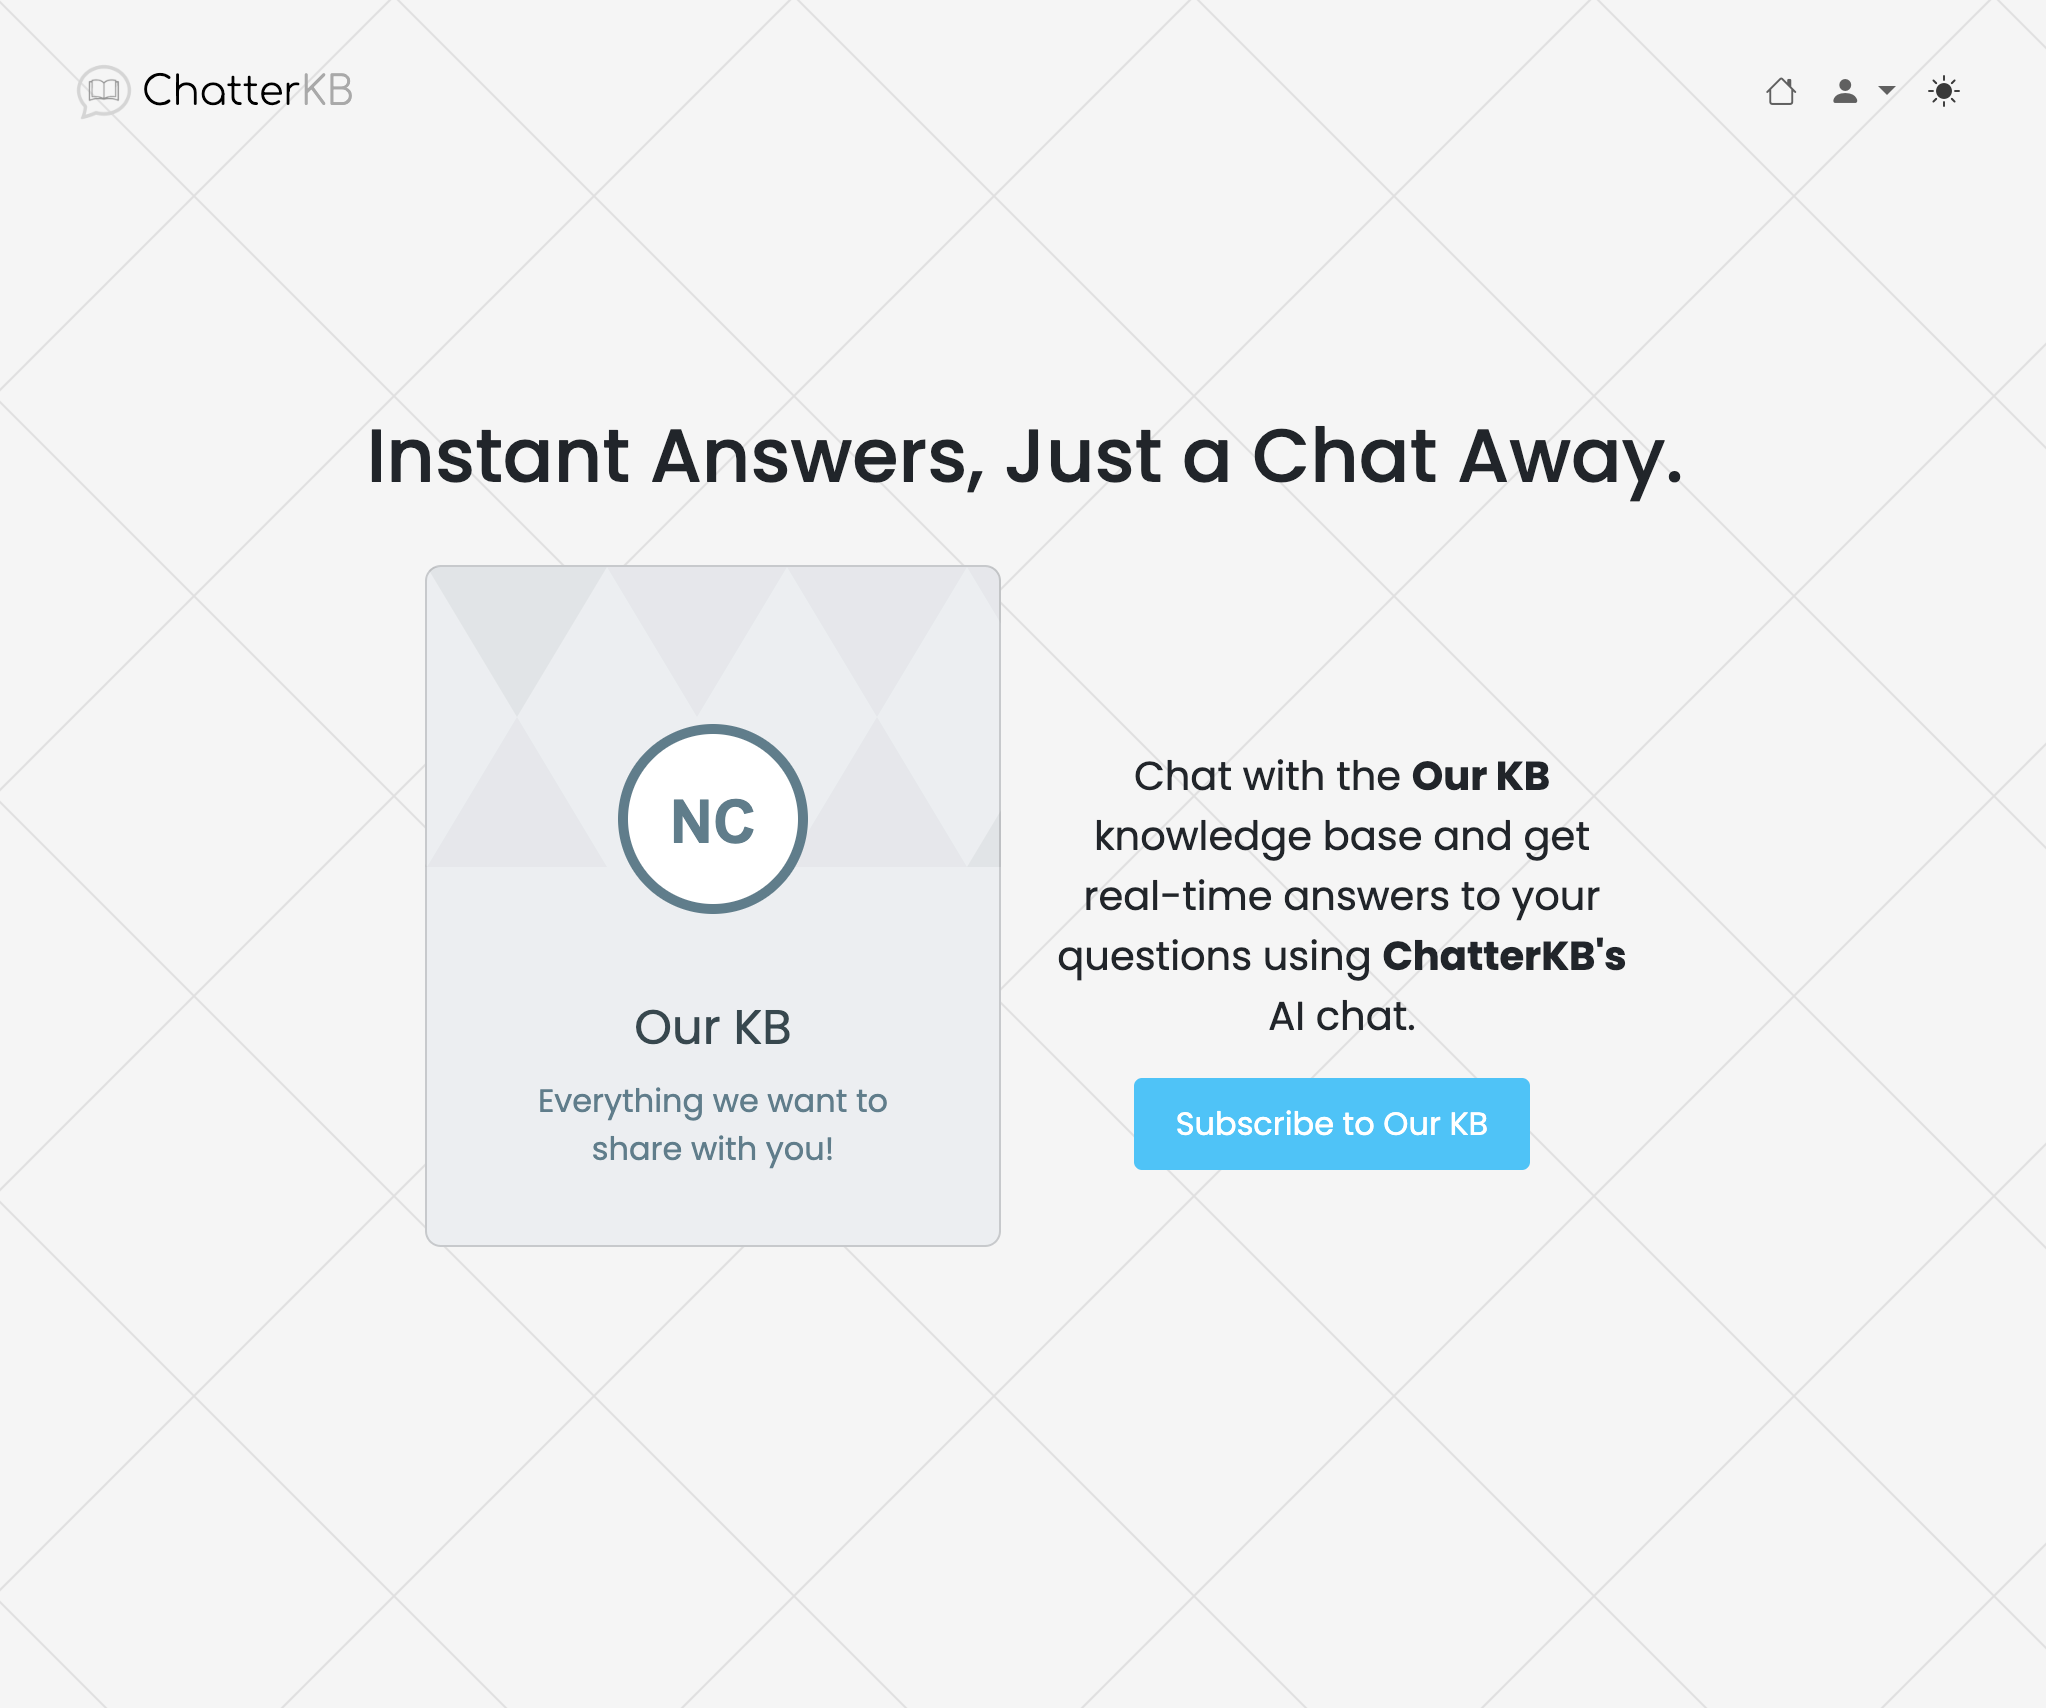 ChatterKB
Instant Answers, Just a Chat Away.
NC
Our KB
Everything we want to
share with you!
Chat with the Our KB
knowledge base and get
real-time answers to your
questions using ChatterKB's
AI chat.
Subscribe to Our KB